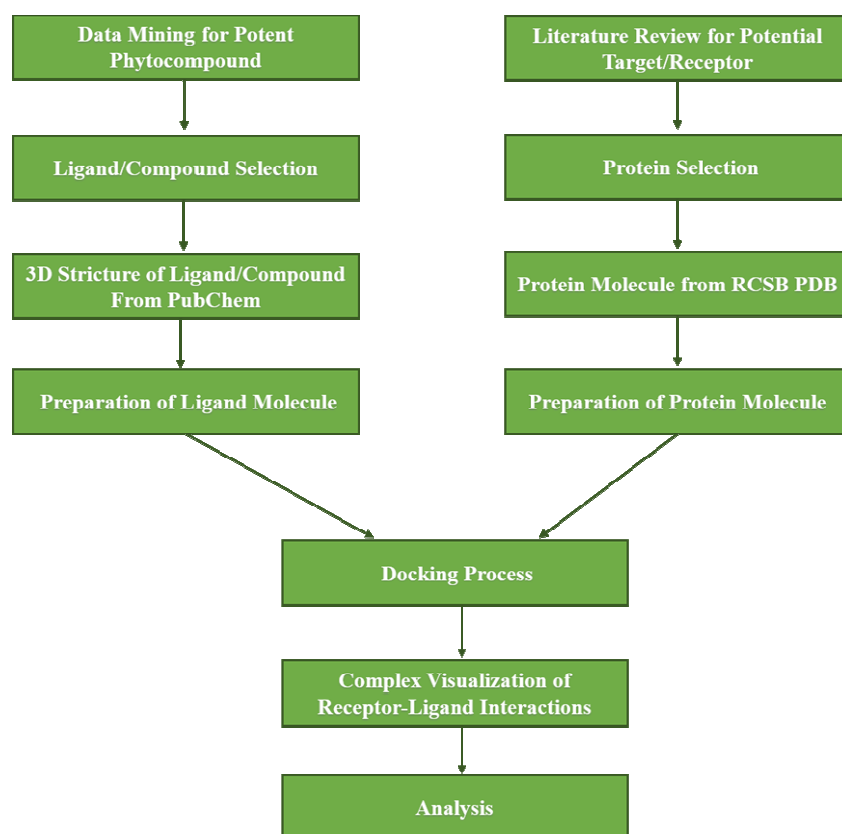 Data Mining for Potent
Phytocompound
Ligand/Compound Selection
3D Stricture of Ligand/Compound
From PubChem
Preparation of Ligand Molecule
Literature Review for Potential
Target/Receptor
Protein Selection
Protein Molecule from RCSB PDB
Preparation of Protein Molecule
Docking Process
Complex Visualization of
Receptor-Ligand Interactions
Analysis